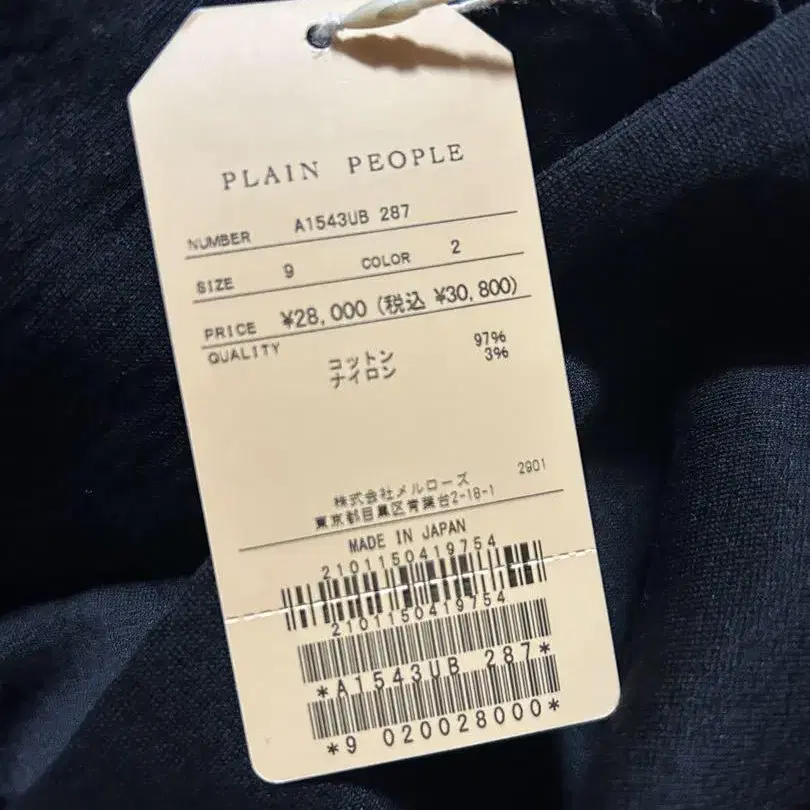 PLAIN PEOPLE
NUMBER A1543UB 287
SIZE 9 COLOR 2
PRICE ¥28,000 (税込 ¥30,800)
QUALITY
コットン 97%
ナイロン 3%
2901
株式会社メルローズ
東京都目黒区青葉台2-18-1
MADE IN JAPAN
2101150419754
2101150419754
*A1543UB 287*
*9 020028000*